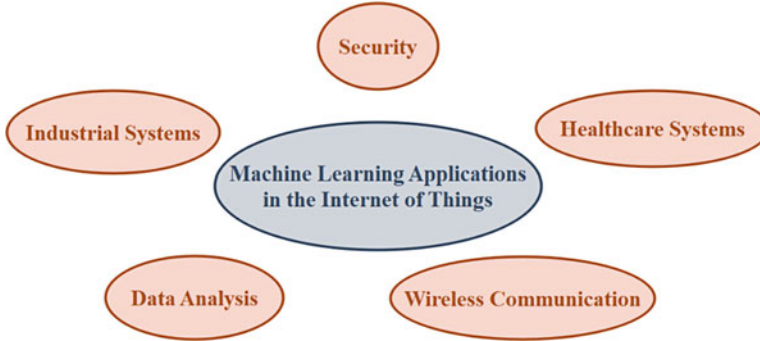 Security
Industrial Systems
Healthcare Systems
Machine Learning Applications
in the Internet of Things
Data Analysis
Wireless Communication